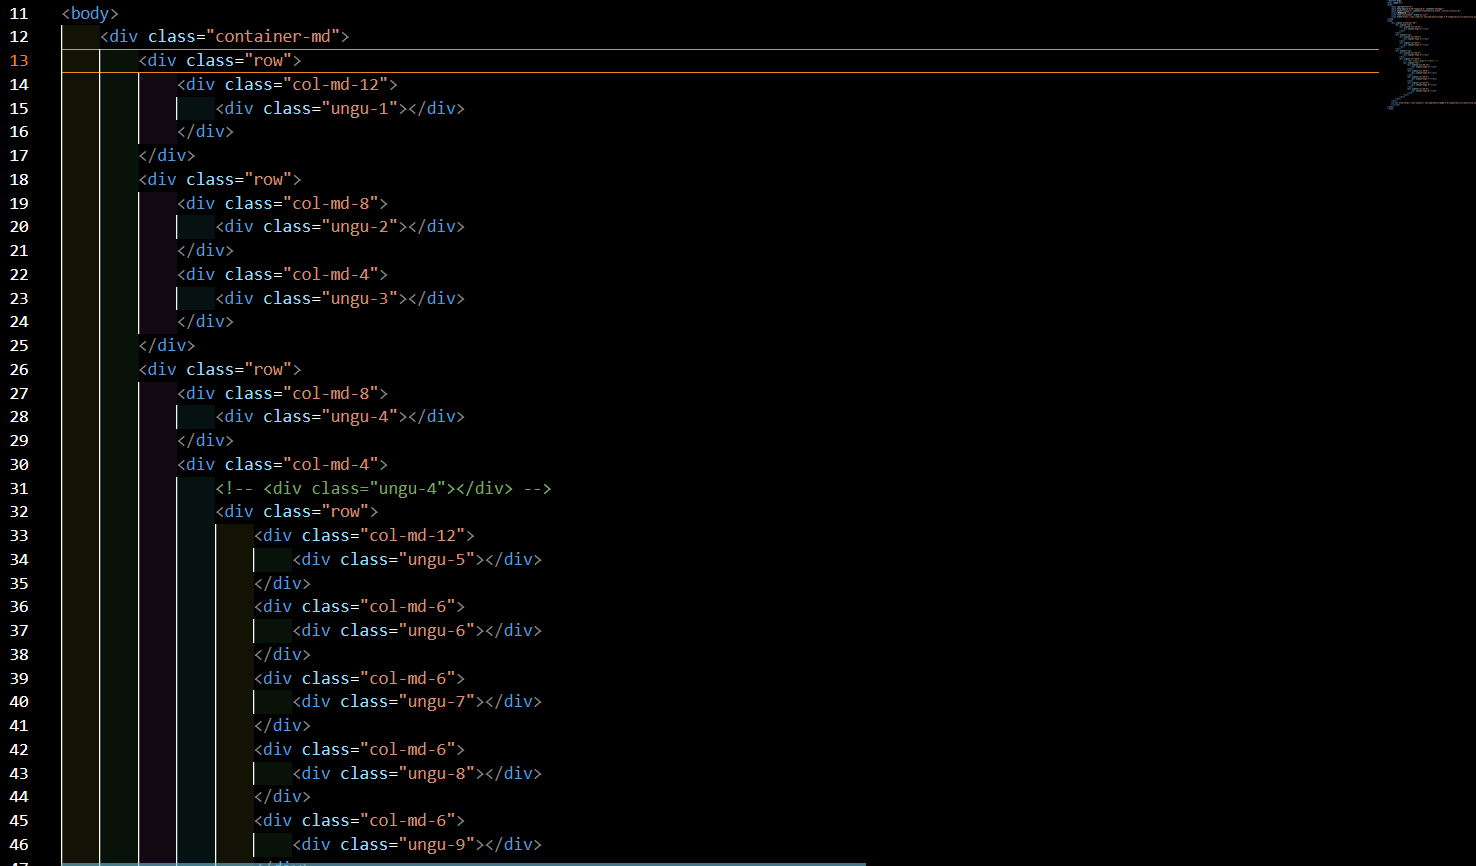 11 <body>
12 <div class="container-md">
13 <div class="row">
14 <div class="col-md-12">
15 <div class="ungu-1"></div>
16 </div>
17 </div>
18 <div class="row">
19 <div class="col-md-8">
20 <div class="ungu-2"></div>
21 </div>
22 <div class="col-md-4">
23 <div class="ungu-3"></div>
24 </div>
25 </div>
26 <div class="row">
27 <div class="col-md-8">
28 <div class="ungu-4"></div>
29 </div>
30 <div class="col-md-4">
31 <!-- <div class="ungu-4"></div> -->
32 <div class="row">
33 <div class="col-md-12">
34 <div class="ungu-5"></div>
35 </div>
36 <div class="col-md-6">
37 <div class="ungu-6"></div>
38 </div>
39 <div class="col-md-6">
40 <div class="ungu-7"></div>
41 </div>
42 <div class="col-md-6">
43 <div class="ungu-8"></div>
44 </div>
45 <div class="col-md-6">
46 <div class="ungu-9"></div>